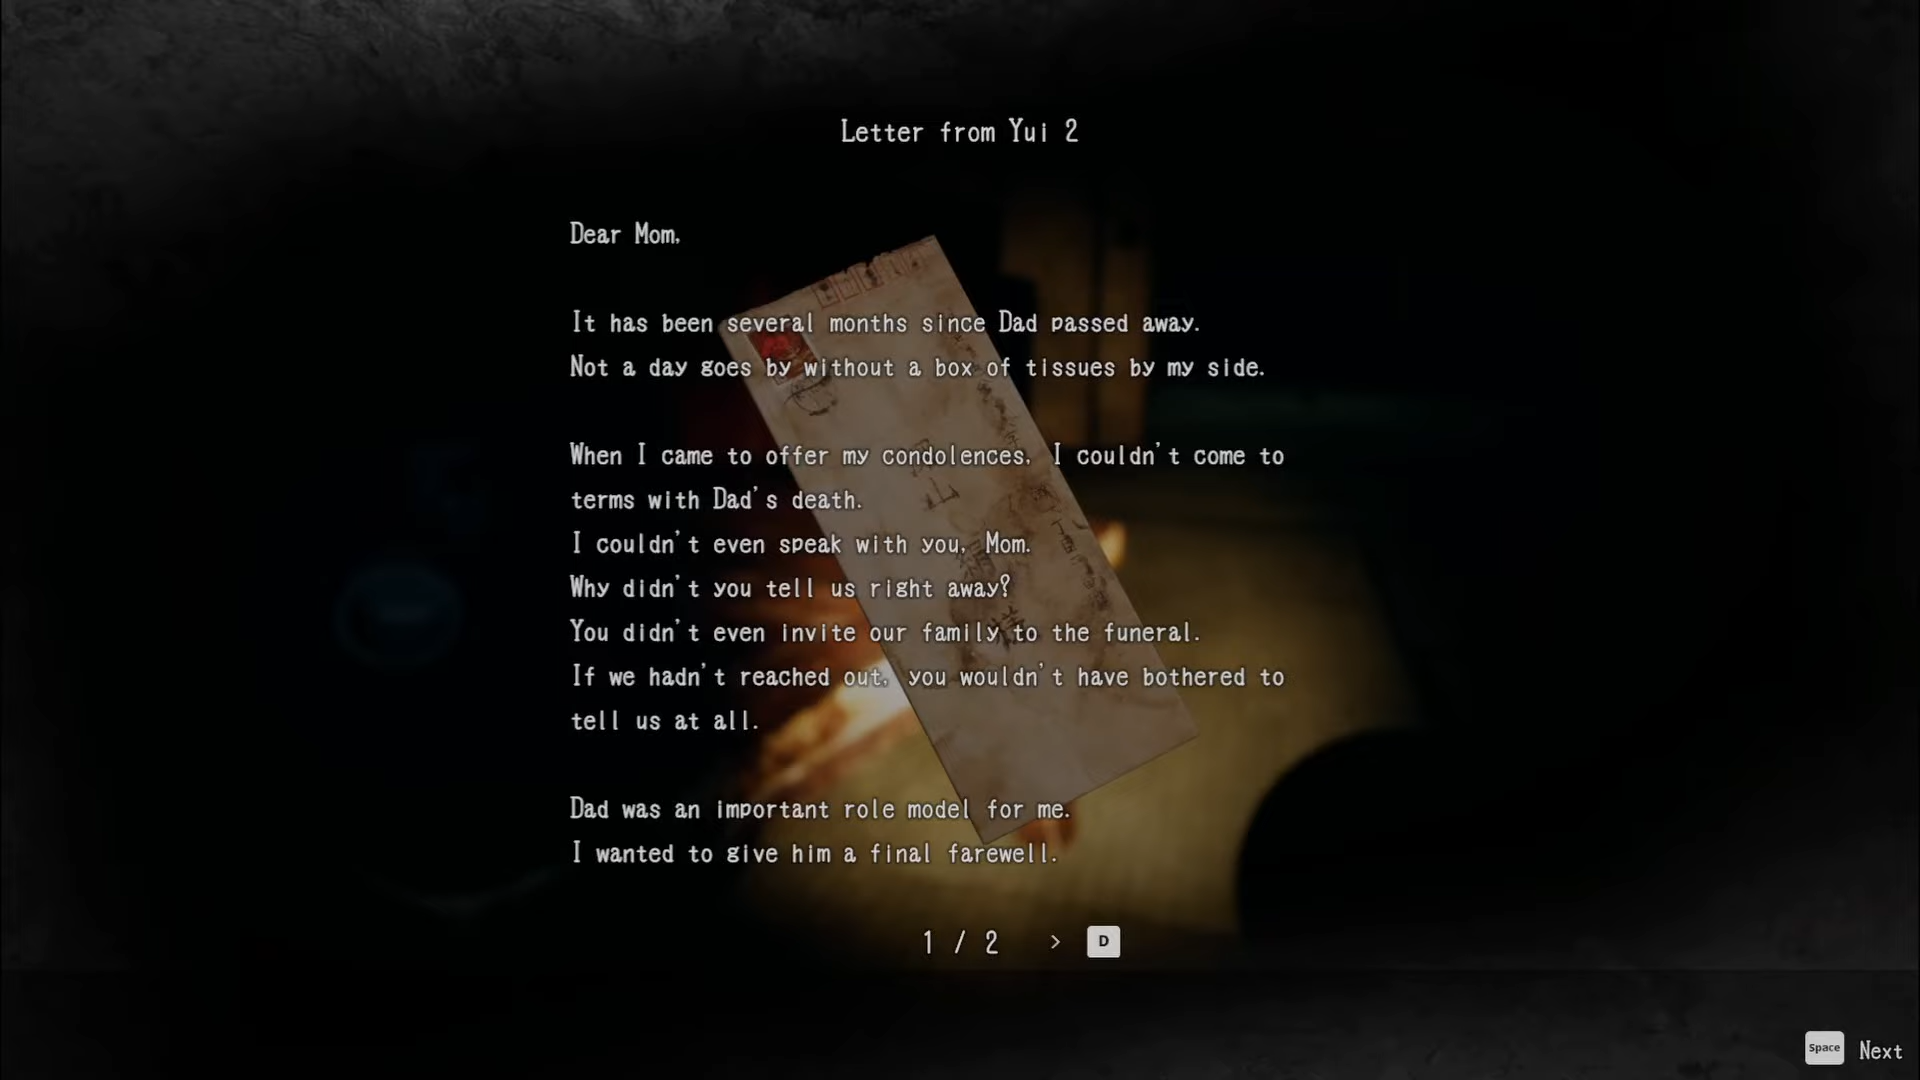 Letter from Yui 2
Dear Mom,
It has been several months since Dad passed away.
Not a day goes by without a box of tissues by my side.
When I came to offer my condolences, I couldn't come to
terms with Dad's death.
I couldn't even speak with you, Mom.
Why didn't you tell us right away?
You didn't even invite our family to the funeral.
If we hadn't reached out, you wouldn't have bothered to
tell us at all.
Dad was an important role model for me.
I wanted to give him a final farewell.
1 / 2 > D
Space Next